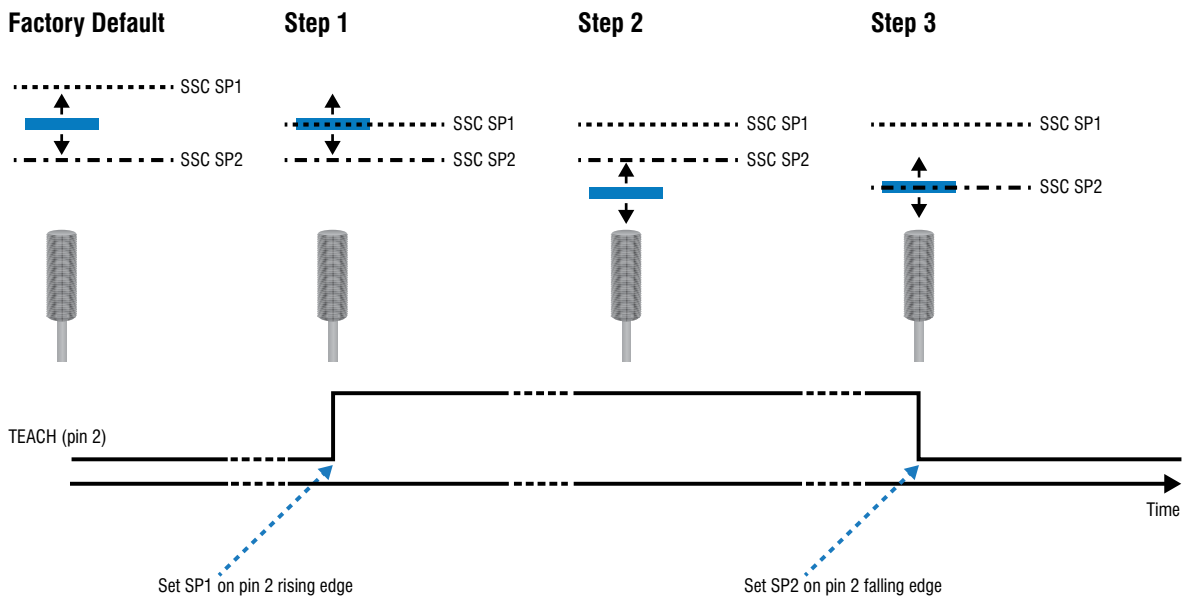 Factory Default
Step 1
Step 2
Step 3
SSC SP1
SSC SP2
SSC SP1
SSC SP2
SSC SP1
SSC SP2
SSC SP1
SSC SP2
TEACH (pin 2)
Time
Set SP1 on pin 2 rising edge
Set SP2 on pin 2 falling edge